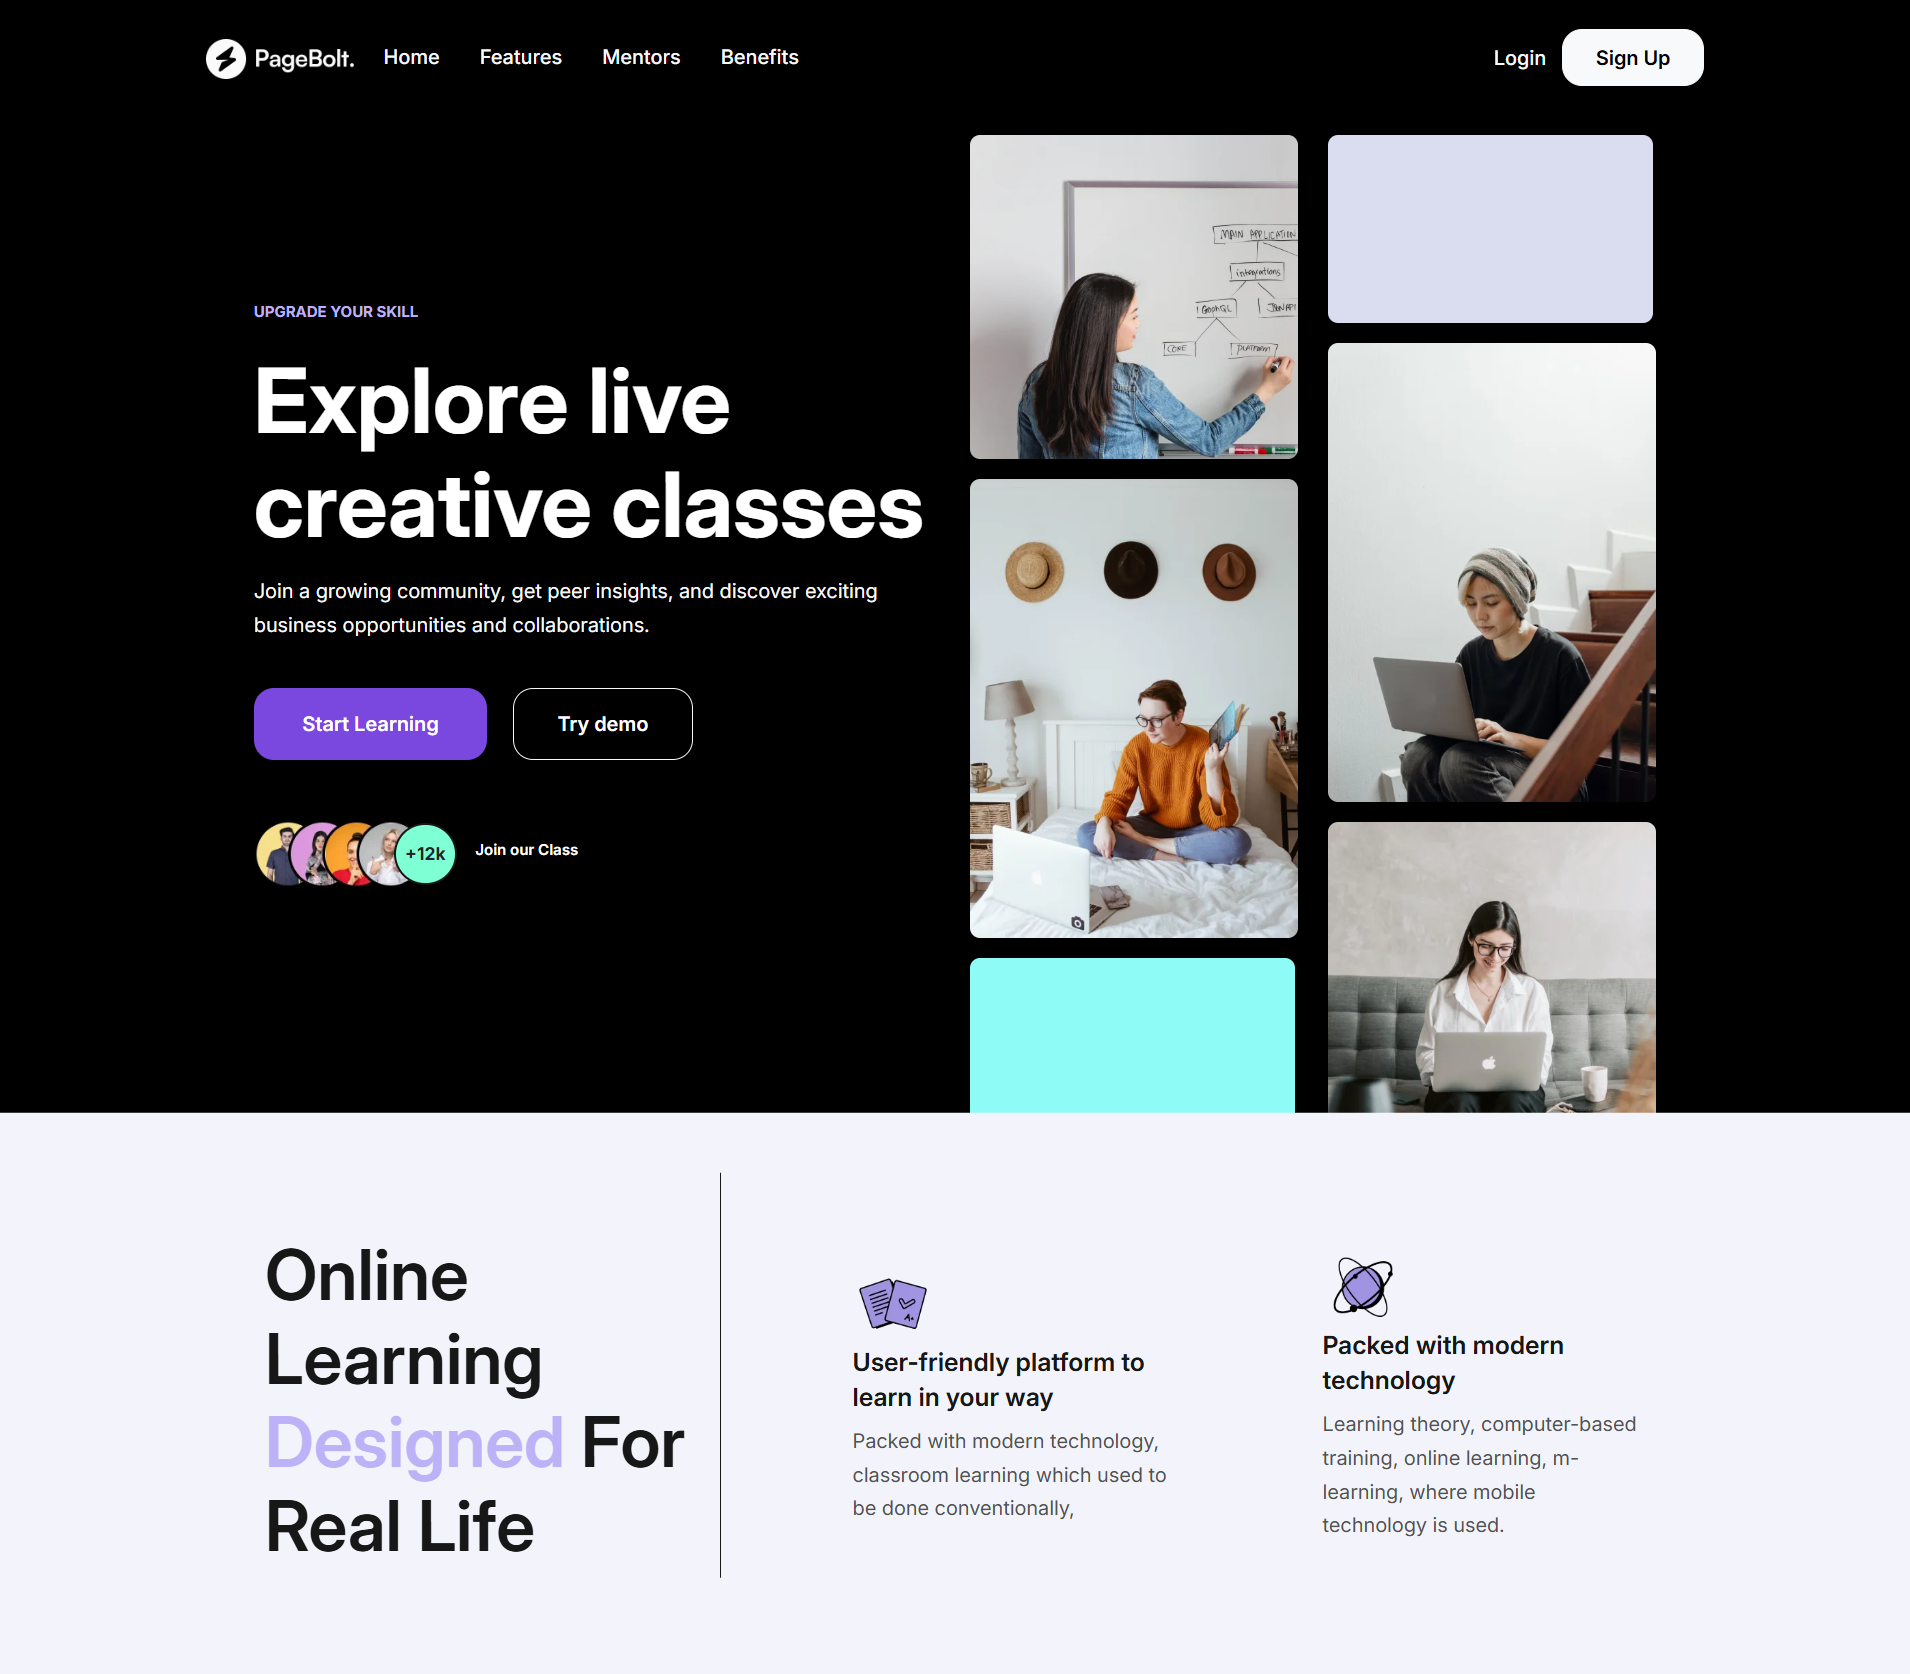 PageBolt.
Home
Features
Mentors
Benefits
Login
Sign Up
UPGRADE YOUR SKILL
Explore live
creative classes
Join a growing community, get peer insights, and discover exciting
business opportunities and collaborations.
Start Learning
Try demo
+12k
Join our Class
MAIN APPLICATION
integrations
GraphQL
CORE
PLATFORM
Online
Learning
Designed For
Real Life
A+
User-friendly platform to
learn in your way
Packed with modern technology,
classroom learning which used to
be done conventionally,
Packed with modern
technology
Learning theory, computer-based
training, online learning, m-
learning, where mobile
technology is used.